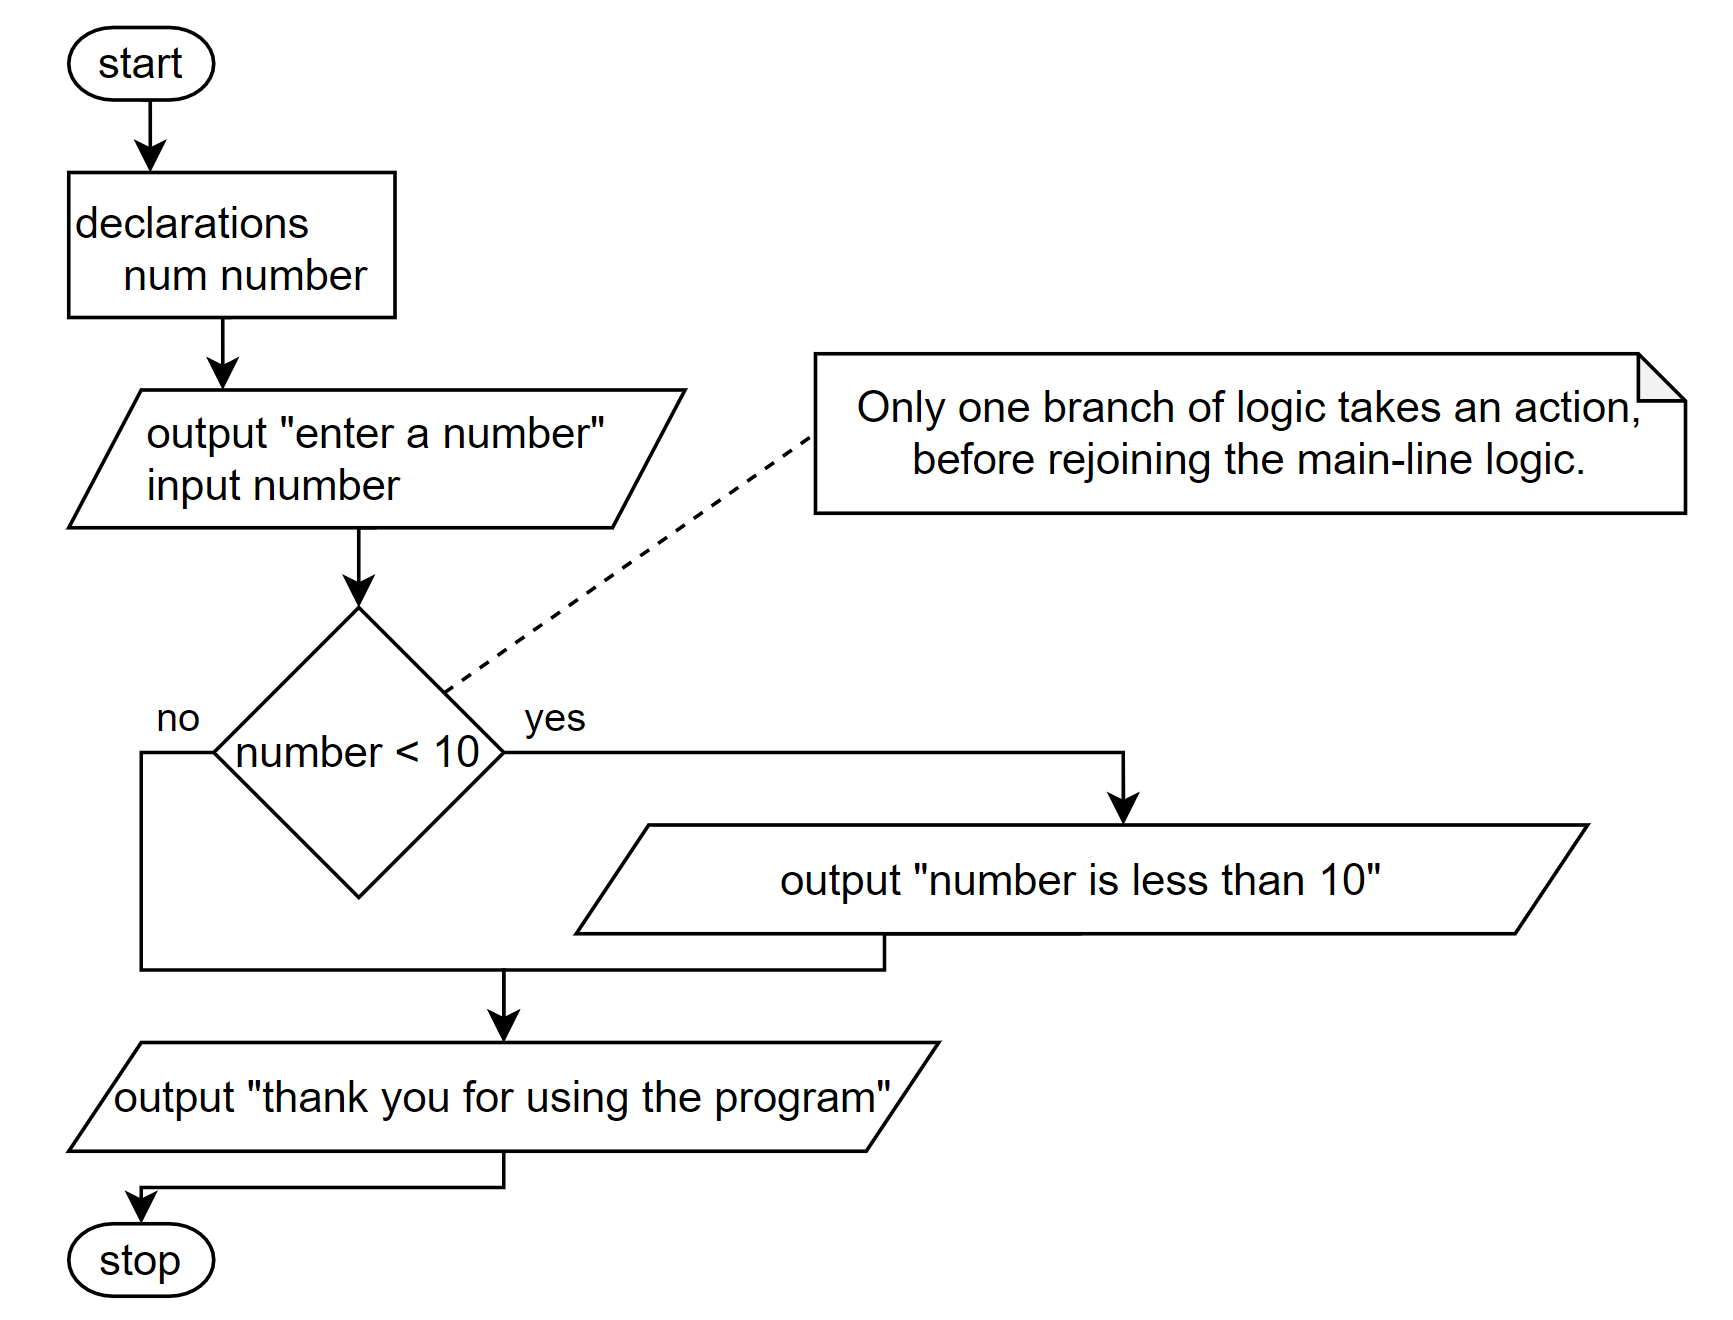 start
declarations
num number
output "enter a number"
input number
Only one branch of logic takes an action,
before rejoining the main-line logic.
no
yes
number < 10
output "number is less than 10"
output "thank you for using the program"
stop